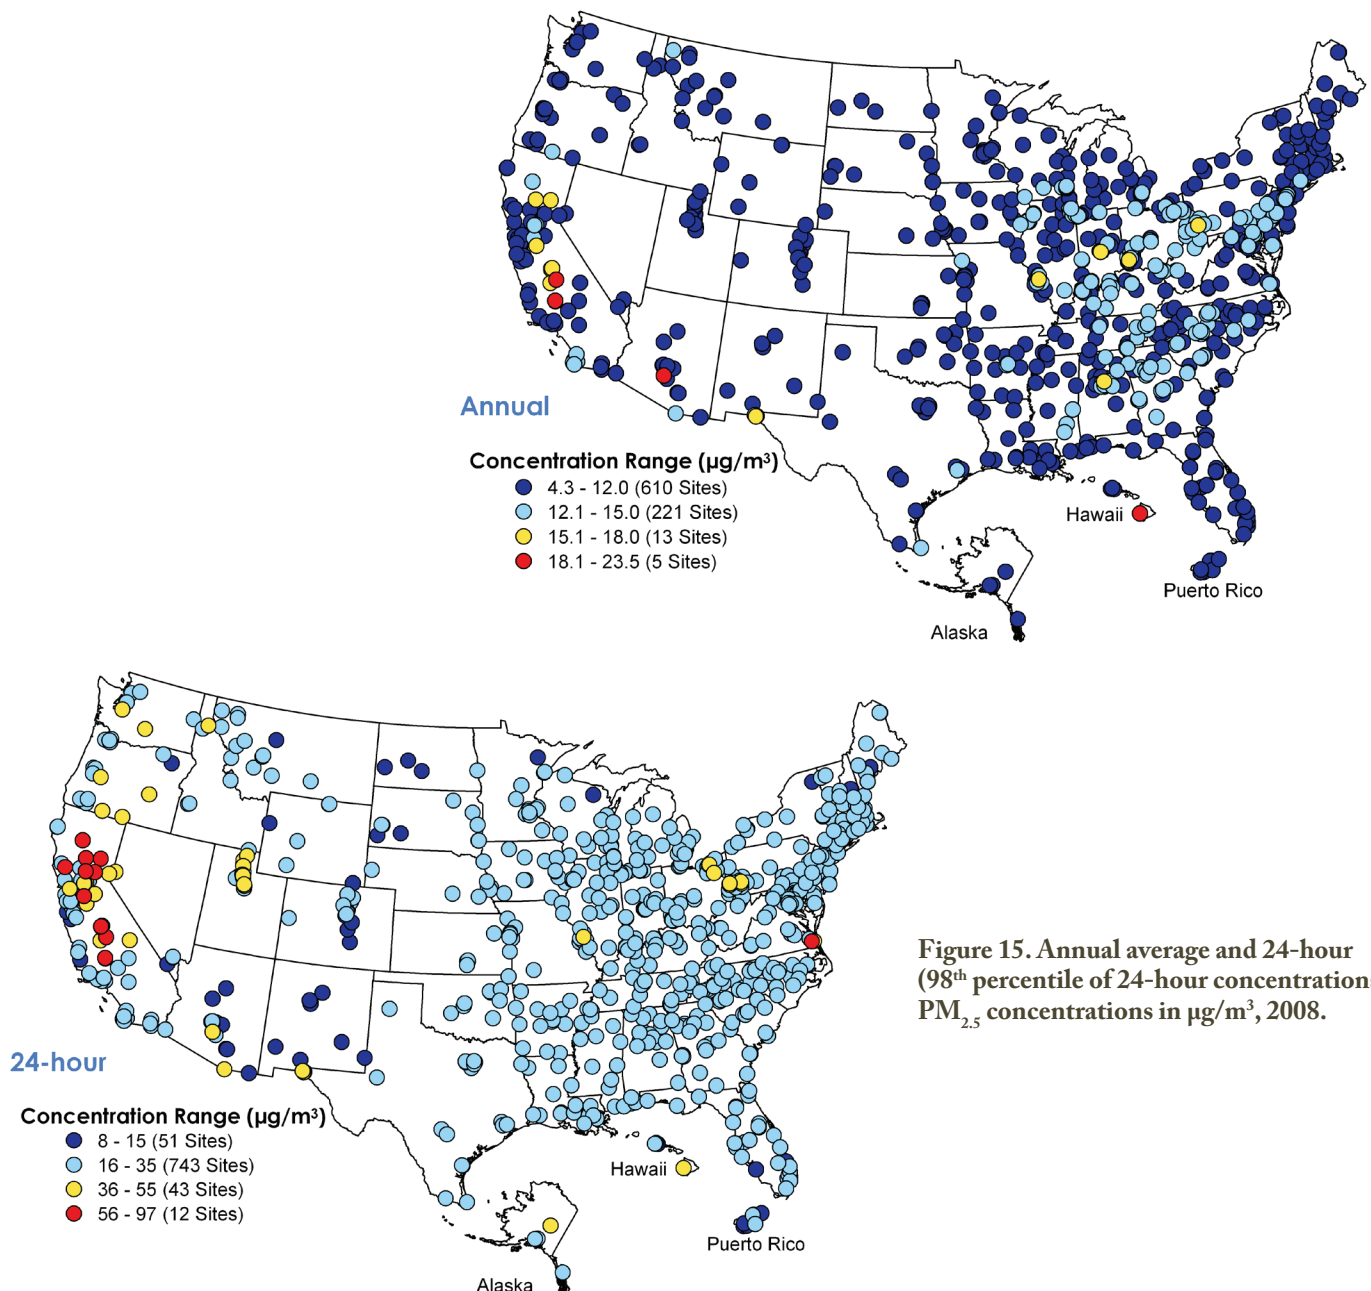 Annual
Concentration Range (µg/m³)
4.3 - 12.0 (610 Sites)
12.1 - 15.0 (221 Sites)
15.1 - 18.0 (13 Sites)
18.1 - 23.5 (5 Sites)
Hawaii
Puerto Rico
Alaska
24-hour
Concentration Range (µg/m³)
8 - 15 (51 Sites)
16 - 35 (743 Sites)
36 - 55 (43 Sites)
56 - 97 (12 Sites)
Hawaii
Puerto Rico
Alaska
Figure 15. Annual average and 24-hour
(98th percentile of 24-hour concentration
PM2.5 concentrations in µg/m³, 2008.